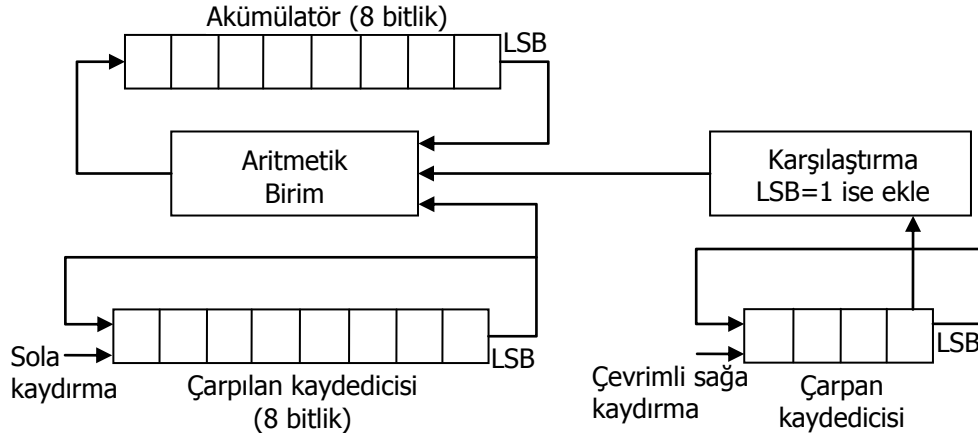 Akümülatör (8 bitlik)
LSB
Aritmetik
Birim
Karşılaştırma
LSB=1 ise ekle
Sola
kaydırma
LSB
Çarpılan kaydedicisi
(8 bitlik)
Çevrimli sağa
kaydırma
LSB
Çarpan
kaydedicisi